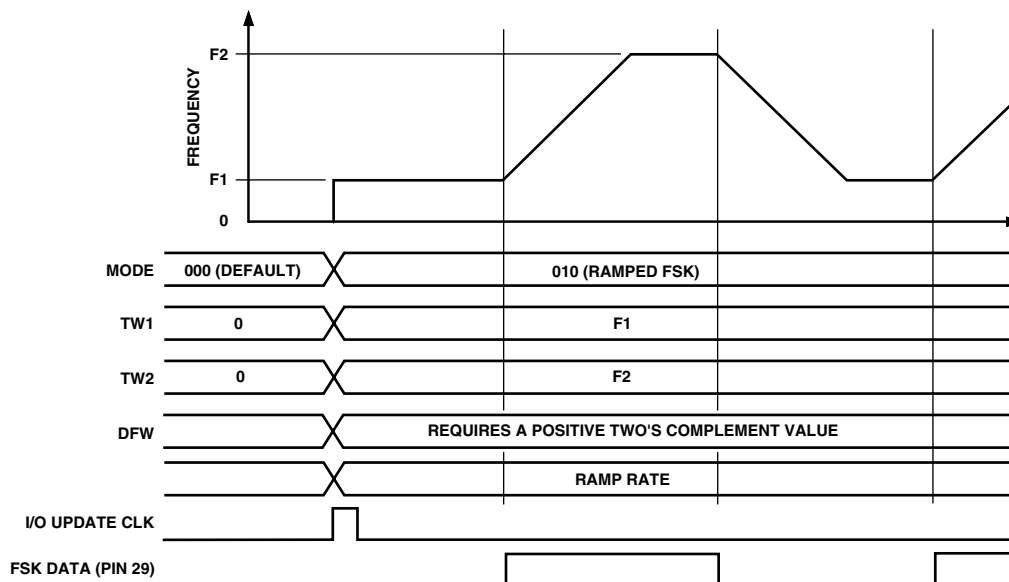 F2
FREQUENCY
F1
0
MODE 000 (DEFAULT) 010 (RAMPED FSK)
TW1 0 F1
TW2 0 F2
DFW REQUIRES A POSITIVE TWO'S COMPLEMENT VALUE
RAMP RATE
I/O UPDATE CLK
FSK DATA (PIN 29)